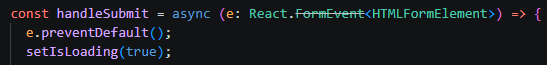 const handleSubmit = async (e: React.FormEvent<HTMLFormElement>) => {
e.preventDefault();
setIsLoading(true);